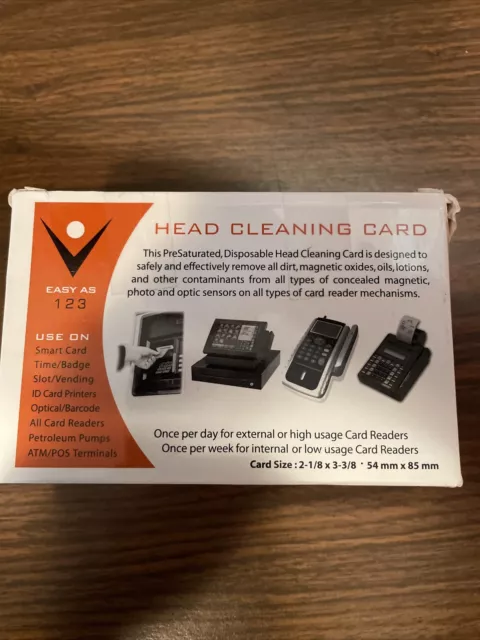 HEAD CLEANING CARD
This PreSaturated, Disposable Head Cleaning Card is designed to
safely and effectively remove all dirt, magnetic oxides, oils, lotions,
and other contaminants from all types of concealed magnetic,
photo and optic sensors on all types of card reader mechanisms.
EASY AS
1 2 3
USE ON
Smart Card
Time/Badge
Slot/Vending
ID Card Printers
Optical/Barcode
All Card Readers
Petroleum Pumps
ATM/POS Terminals
Once per day for external or high usage Card Readers
Once per week for internal or low usage Card Readers
Card Size : 2-1/8 x 3-3/8 · 54 mm x 85 mm